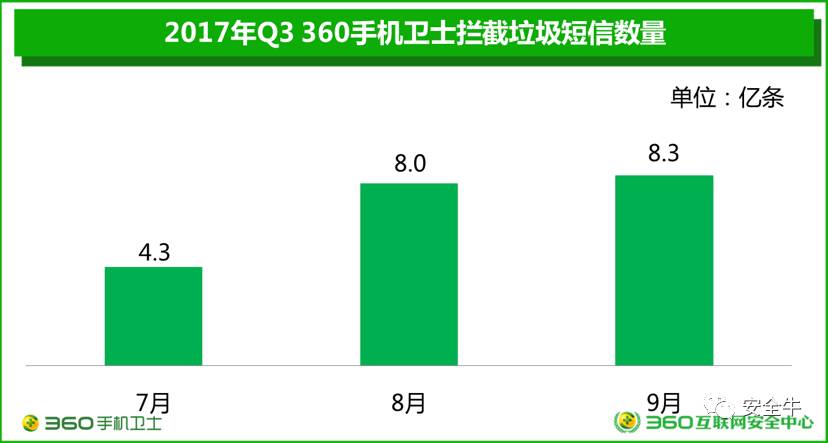 2017年Q3 360手机卫士拦截垃圾短信数量
单位：亿条
4.3
8.0
8.3
7月
8月
9月
360手机卫士
360互联网安全中心
安全牛